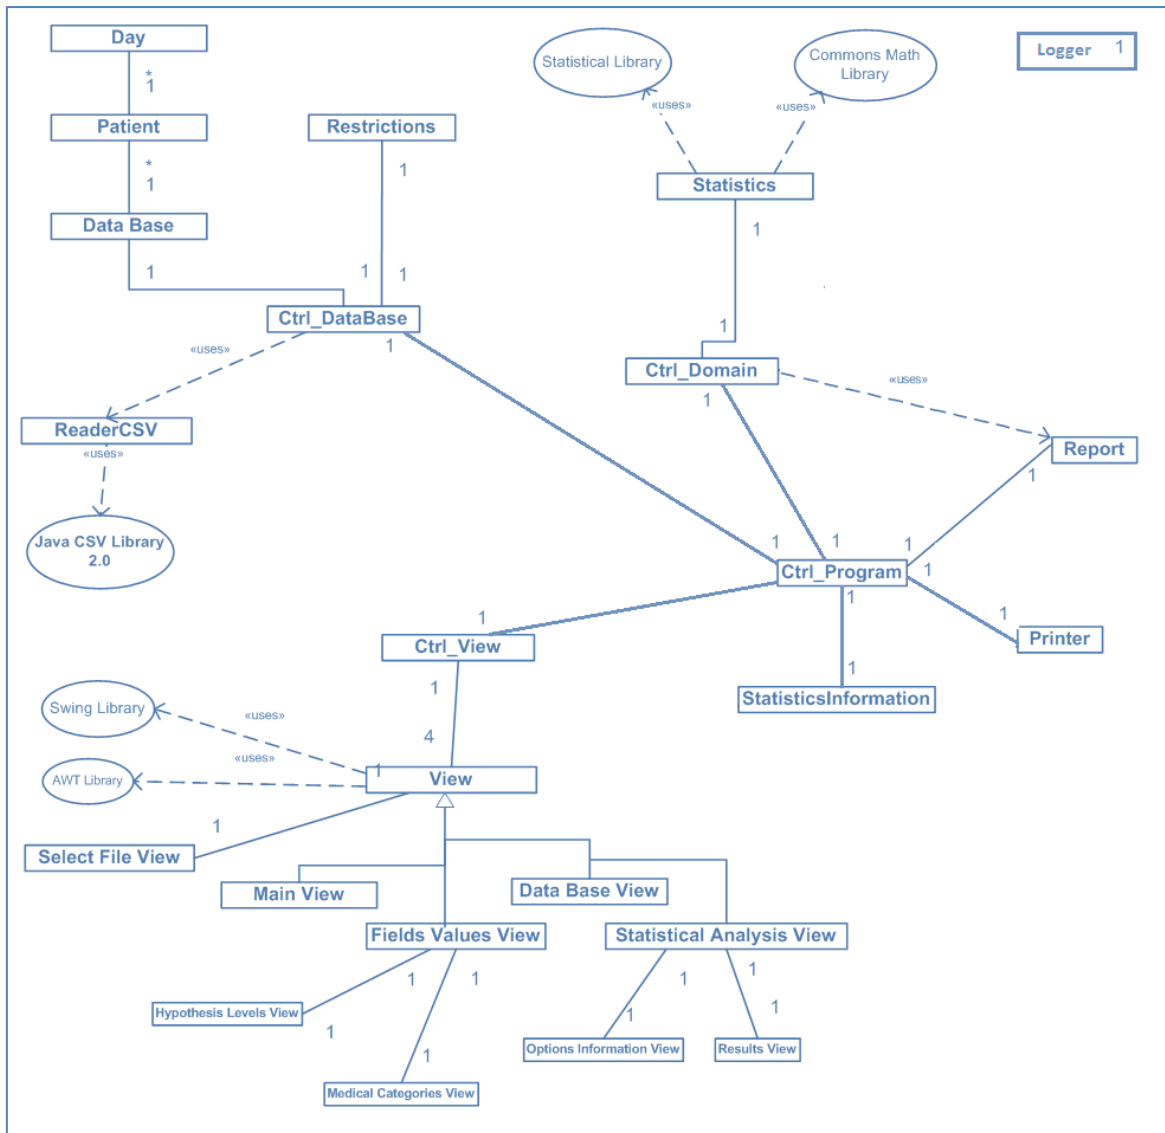 Day
Statistical Library
Commons Math
Library
Logger 1
*
1
«uses»
«uses»
Patient
Restrictions
*
1
1
Statistics
Data Base
1
1
1
1
Ctrl_DataBase
1
1
«uses»
Ctrl_Domain
«uses»
1
ReaderCSV
«uses»
Report
1
Java CSV Library
2.0
1
1
1
1
Ctrl_Program
1
1
1
Printer
Ctrl_View
1
1
StatisticsInformation
Swing Library
«uses»
4
«uses»
AWT Library
1
View
1
Select File View
Main View
Data Base View
Fields Values View
Statistical Analysis View
1
1
1
1
Hypothesis Levels View
1
1
1
Options Information View
Results View
1
Medical Categories View